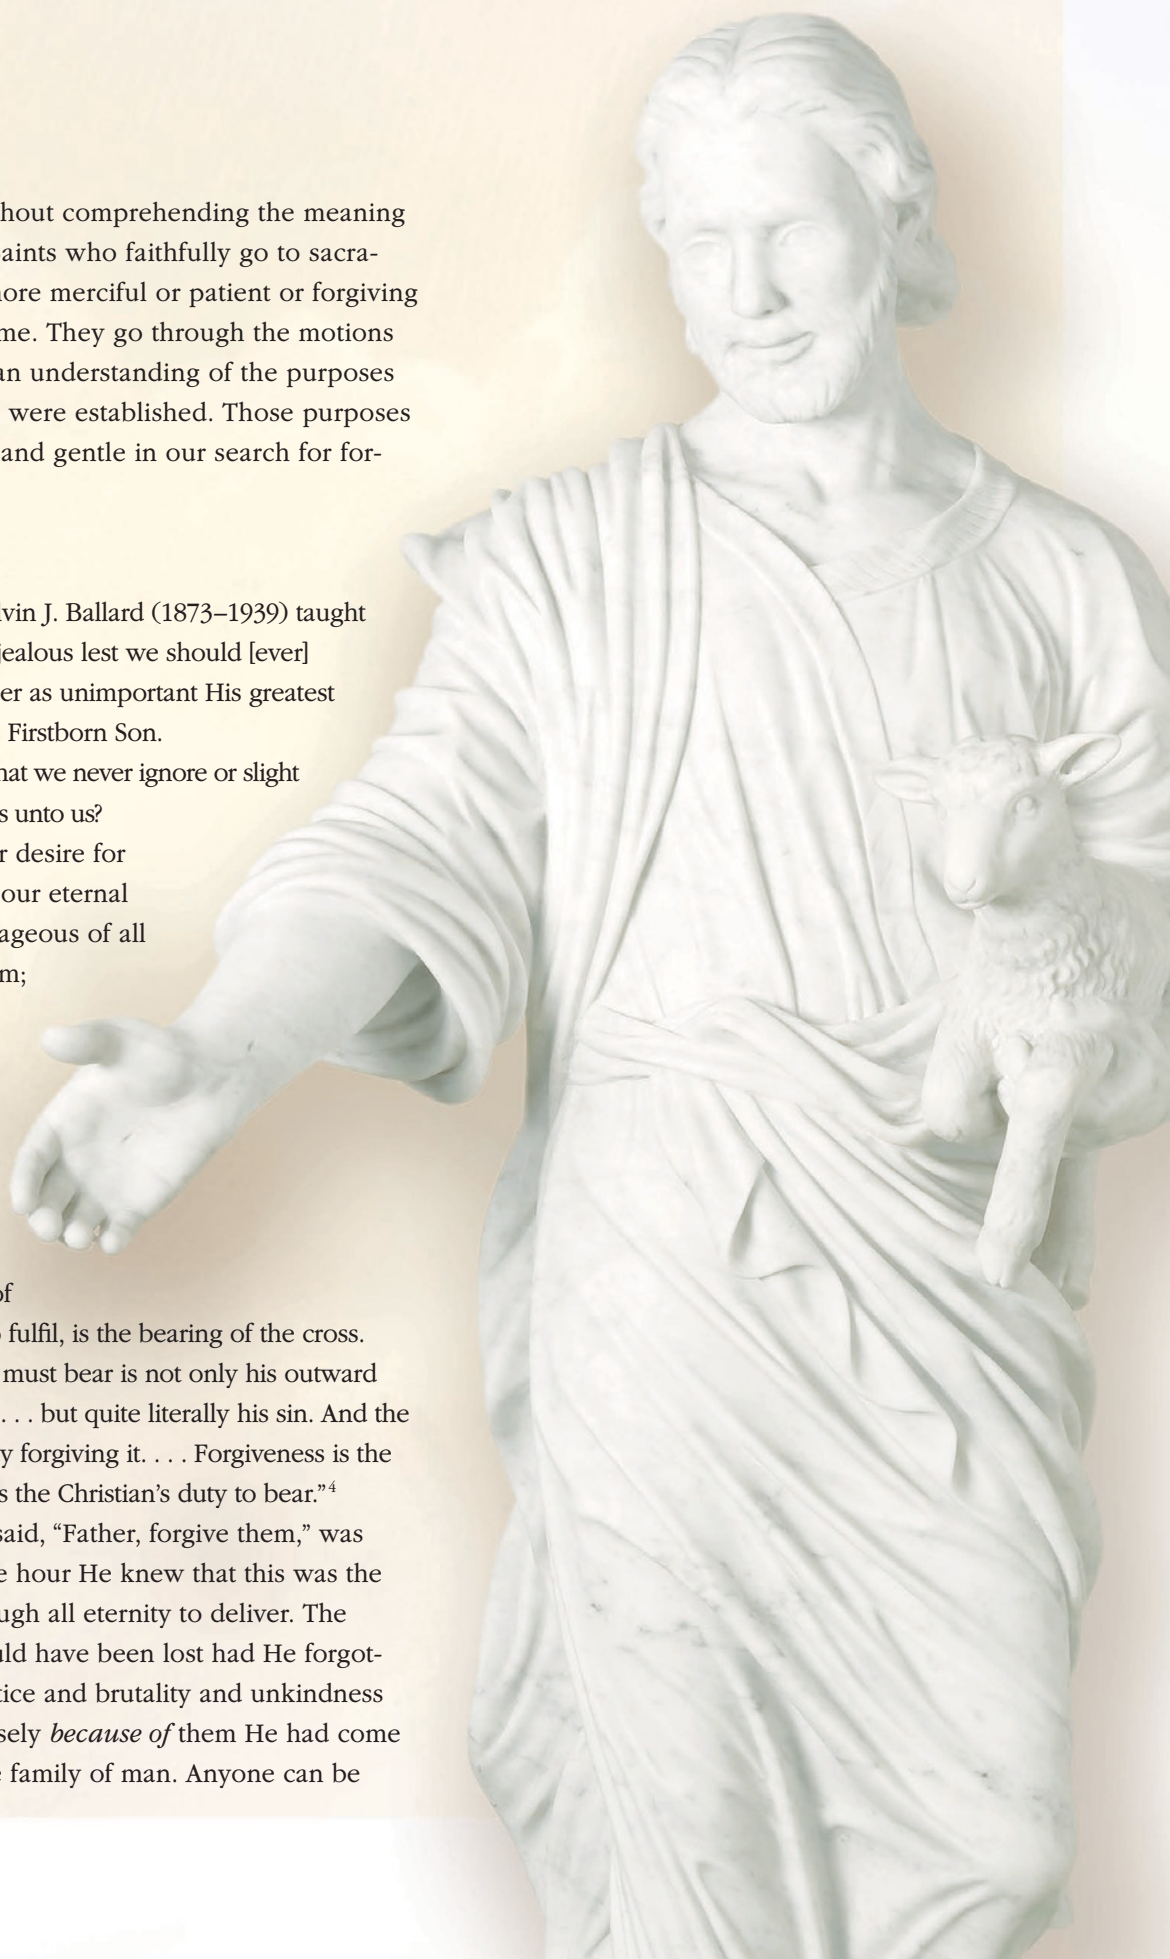 hout comprehending the meaning
aints who faithfully go to sacra-
nore merciful or patient or forgiving
me. They go through the motions
an understanding of the purposes
were established. Those purposes
and gentle in our search for for-
vin J. Ballard (1873–1939) taught
jealous lest we should [ever]
er as unimportant His greatest
Firstborn Son.
hat we never ignore or slight
s unto us?
r desire for
our eternal
ageous of all
m;
of
fulfil, is the bearing of the cross.
must bear is not only his outward
. . . but quite literally his sin. And the
y forgiving it. . . . Forgiveness is the
s the Christian’s duty to bear.”4
said, “Father, forgive them,” was
e hour He knew that this was the
ugh all eternity to deliver. The
uld have been lost had He forgot-
tice and brutality and unkindness
sely because of them He had come
e family of man. Anyone can be